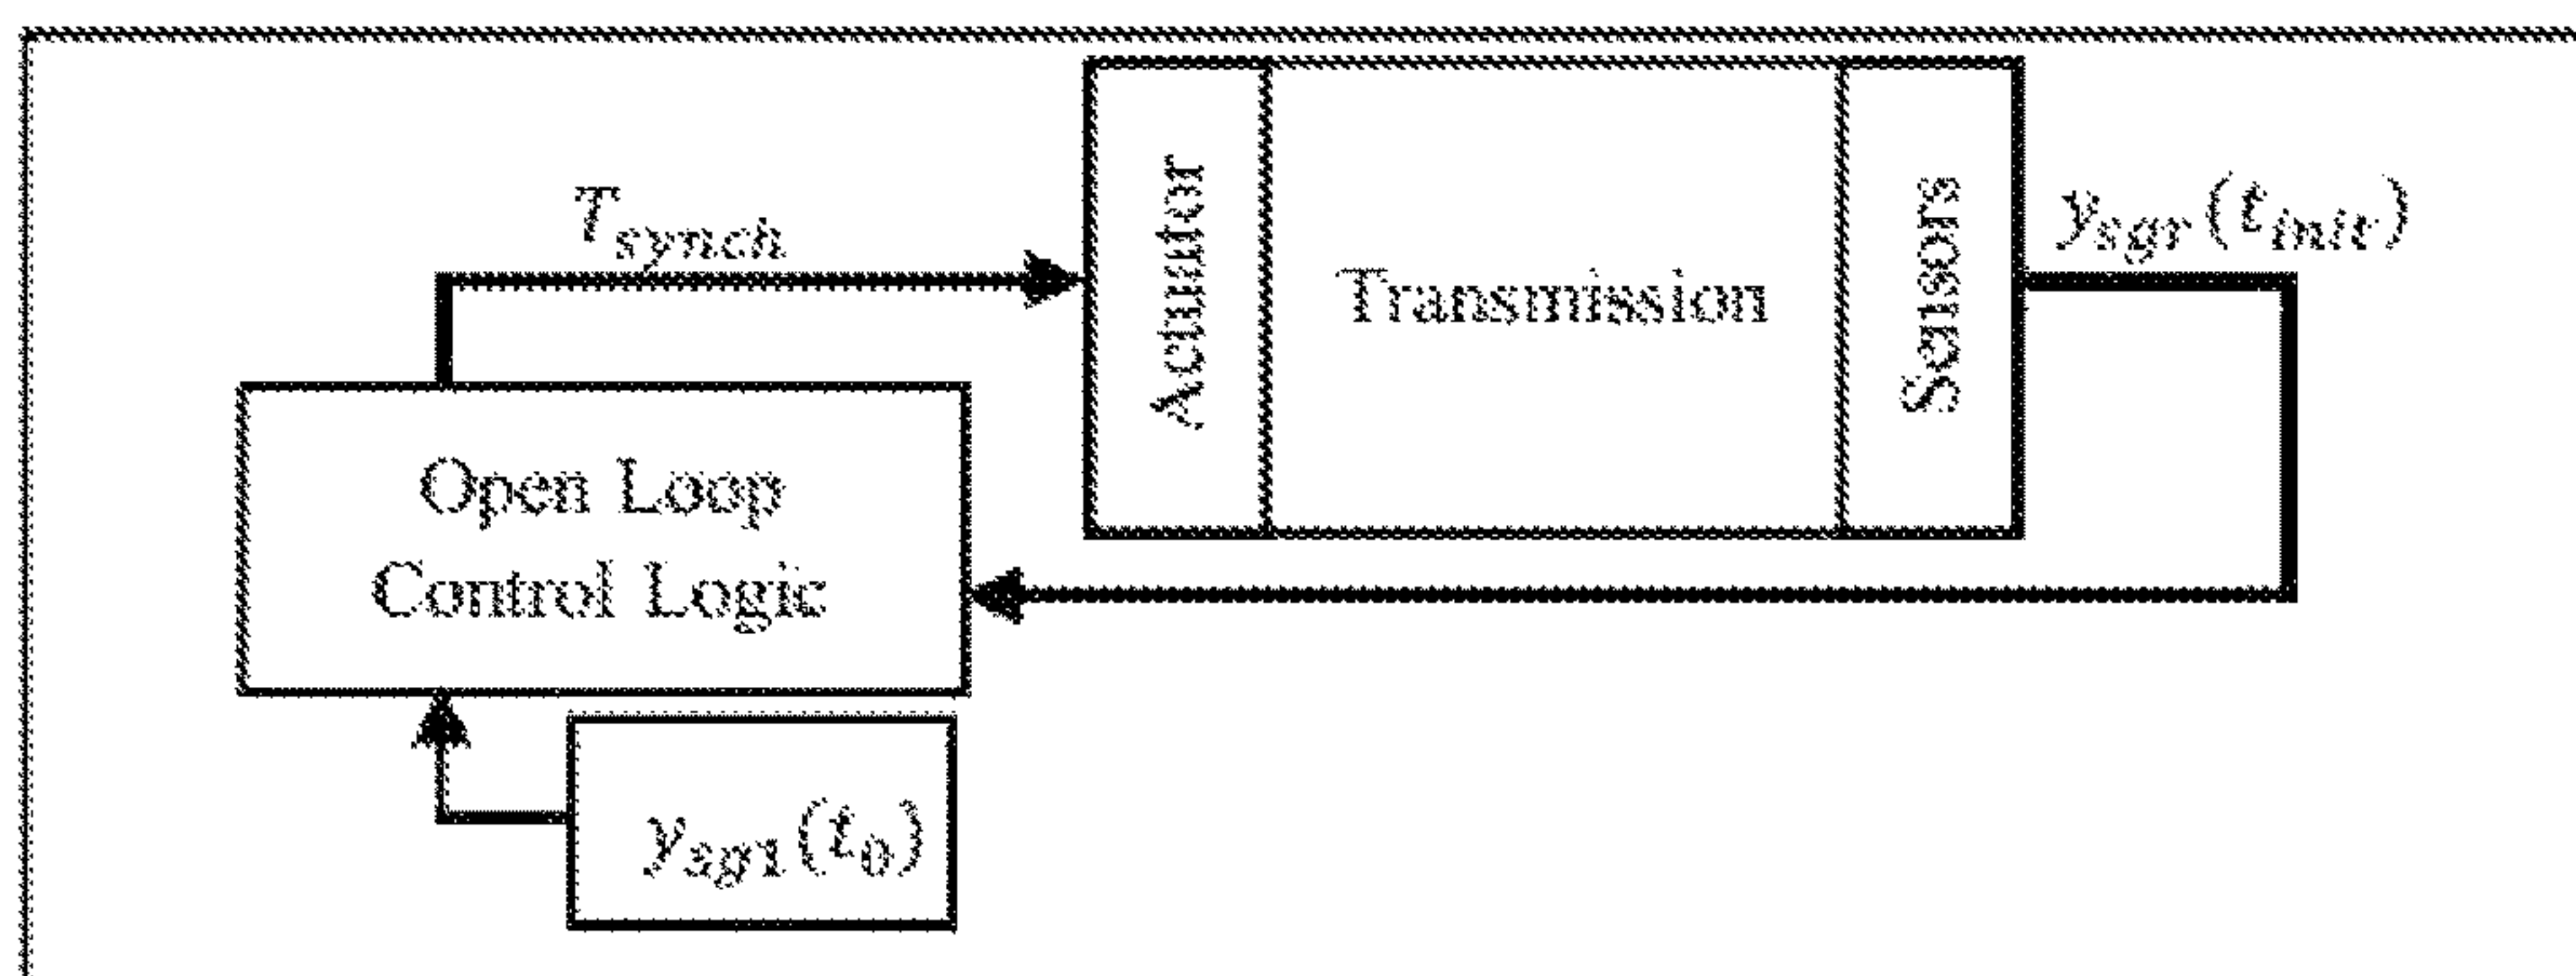 T_synch
Actuator
Transmission
Sensors
y_sgr(t_init)
Open Loop
Control Logic
y_sg1(t_0)